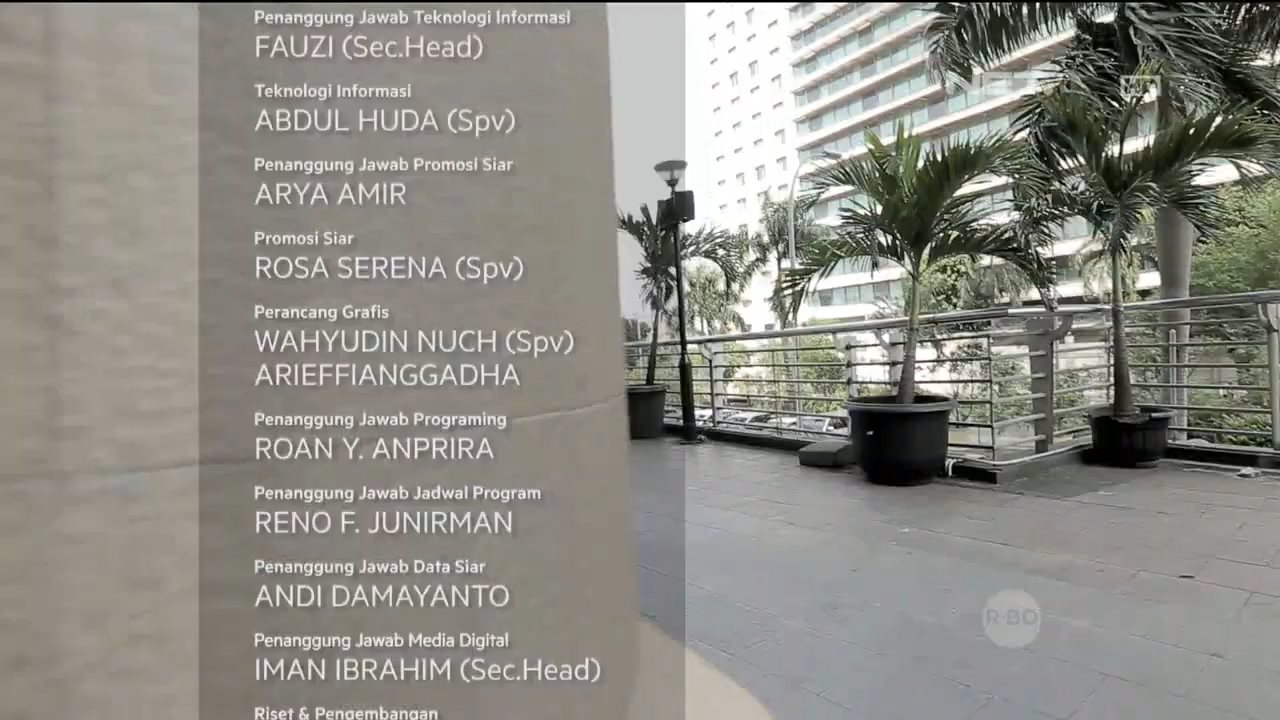 Penanggung Jawab Teknologi Informasi
FAUZI (Sec.Head)
Teknologi Informasi
ABDUL HUDA (Spv)
Penanggung Jawab Promosi Siar
ARYA AMIR
Promosi Siar
ROSA SERENA (Spv)
Perancang Grafis
WAHYUDIN NUCH (Spv)
ARIEFFIANGGADHA
Penanggung Jawab Programing
ROAN Y. ANPRIRA
Penanggung Jawab Jadwal Program
RENO F. JUNIRMAN
Penanggung Jawab Data Siar
ANDI DAMAYANTO
Penanggung Jawab Media Digital
IMAN IBRAHIM (Sec.Head)
Riset & Pengembangan
R-BO